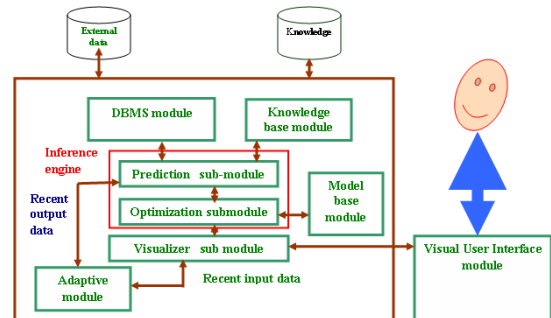 External
data
Knowledge
DBMS module
Knowledge
base module
Inference
engine
Prediction sub-module
Recent
output
data
Optimization submodule
Model
base
module
Visualizer sub module
Visual User Interface
module
Adaptive
module
Recent input data